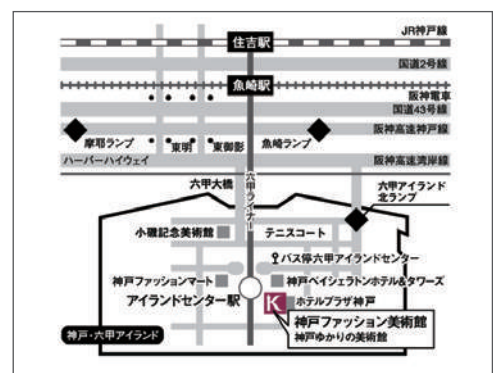 JR神戸線
住吉駅
国道2号線
魚崎駅
阪神電車
国道43号線
阪神高速神戸線
摩耶ランプ
東明
東御影
魚崎ランプ
ハーバーハイウェイ
阪神高速湾岸線
六甲大橋
六甲ライナー
六甲アイランド
北ランプ
小磯記念美術館
テニスコート
バス停六甲アイランドセンター
神戸ファッションマート
神戸ベイシェラトンホテル&タワーズ
アイランドセンター駅
K
ホテルプラザ神戸
神戸ファッション美術館
神戸ゆかりの美術館
神戸・六甲アイランド